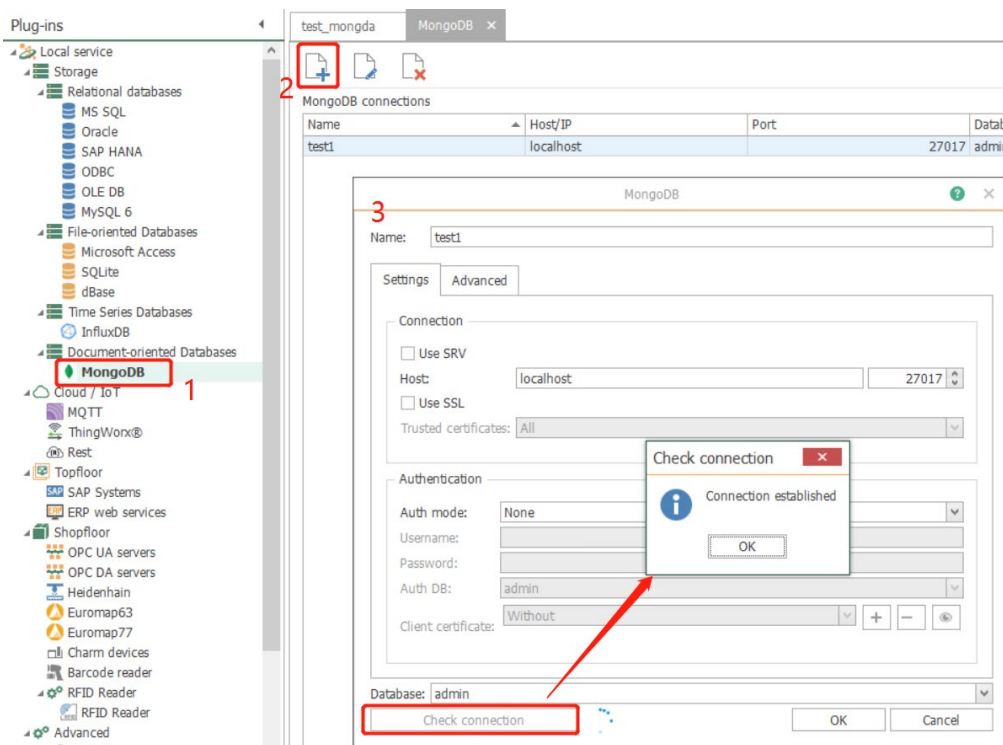 Plug-ins
Local service
Storage
Relational databases
MS SQL
Oracle
SAP HANA
ODBC
OLE DB
MySQL 6
File-oriented Databases
Microsoft Access
SQLite
dBase
Time Series Databases
InfluxDB
Document-oriented Databases
MongoDB
1
Cloud / IoT
MQTT
ThingWorx®
Rest
Topfloor
SAP SAP Systems
ERP ERP web services
Shopfloor
OPC UA servers
OPC DA servers
Heidenhain
Euromap63
Euromap77
Charm devices
Barcode reader
RFID Reader
RFID Reader
Advanced
test_mongda MongoDB
2
MongoDB connections
Name Host/IP Port Datab
test1 localhost 27017 admi
MongoDB
3
Name: test1
Settings Advanced
Connection
Use SRV
Host: localhost 27017
Use SSL
Trusted certificates: All
Authentication
Auth mode: None
Username:
Password:
Auth DB: admin
Client certificate: Without
Check connection
Connection established
OK
Database: admin
Check connection OK Cancel